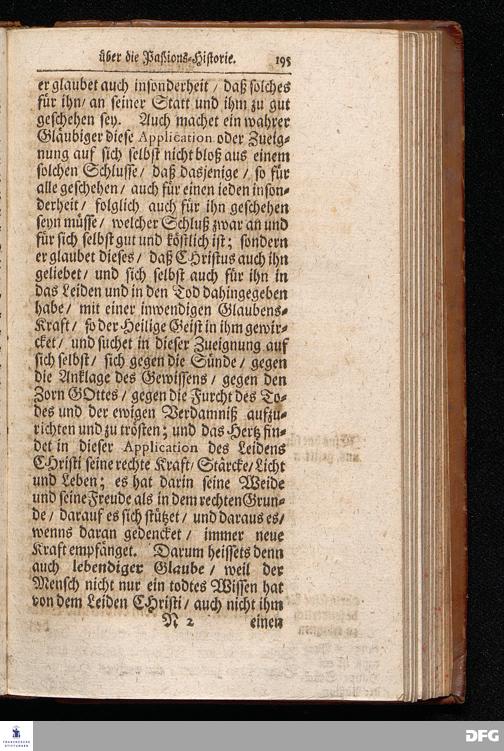 über die Paßions-Historie. 195
er glaubet auch insonderheit / daß solches
für ihn / an seiner Statt und ihm zu gut
geschehen sey. Auch machet ein wahrer
Gläubiger diese Application oder Zueig-
nung auf sich selbst nicht bloß aus einem
solchen Schlusse / daß dasjenige / so für
alle geschehen / auch für einen ieden inson-
derheit / folglich auch für ihn geschehen
seyn müsse / welcher Schluß zwar an und
für sich selbst gut und köstlich ist; sondern
er glaubet dieses / daß CHristus auch ihn
geliebet / und sich selbst auch für ihn in
das Leiden und in den Tod dahingegeben
habe / mit einer inwendigen Glaubens-
Kraft / so der Heilige Geist in ihm gewir-
cket / und suchet in dieser Zueignung auf
sich selbst / sich gegen die Sünde / gegen
die Anklage des Gewissens / gegen den
Zorn GOttes / gegen die Furcht des To-
des und der ewigen Verdamniß aufzu-
richten und zu trösten; und das Hertz fin-
det in dieser Application des Leidens
CHristi seine rechte Kraft / Stärcke / Licht
und Leben; es hat darin seine Weide
und seine Freude als in dem rechten Grun-
de / darauf es sich stützet / und daraus es /
wenns daran gedencket / immer neue
Kraft empfänget. Darum heissets denn
auch lebendiger Glaube / weil der
Mensch nicht nur ein todtes Wissen hat
von dem Leiden CHristi / auch nicht ihm
N 2 einen
FRANCKESCHE
STIFTUNGEN
DFG